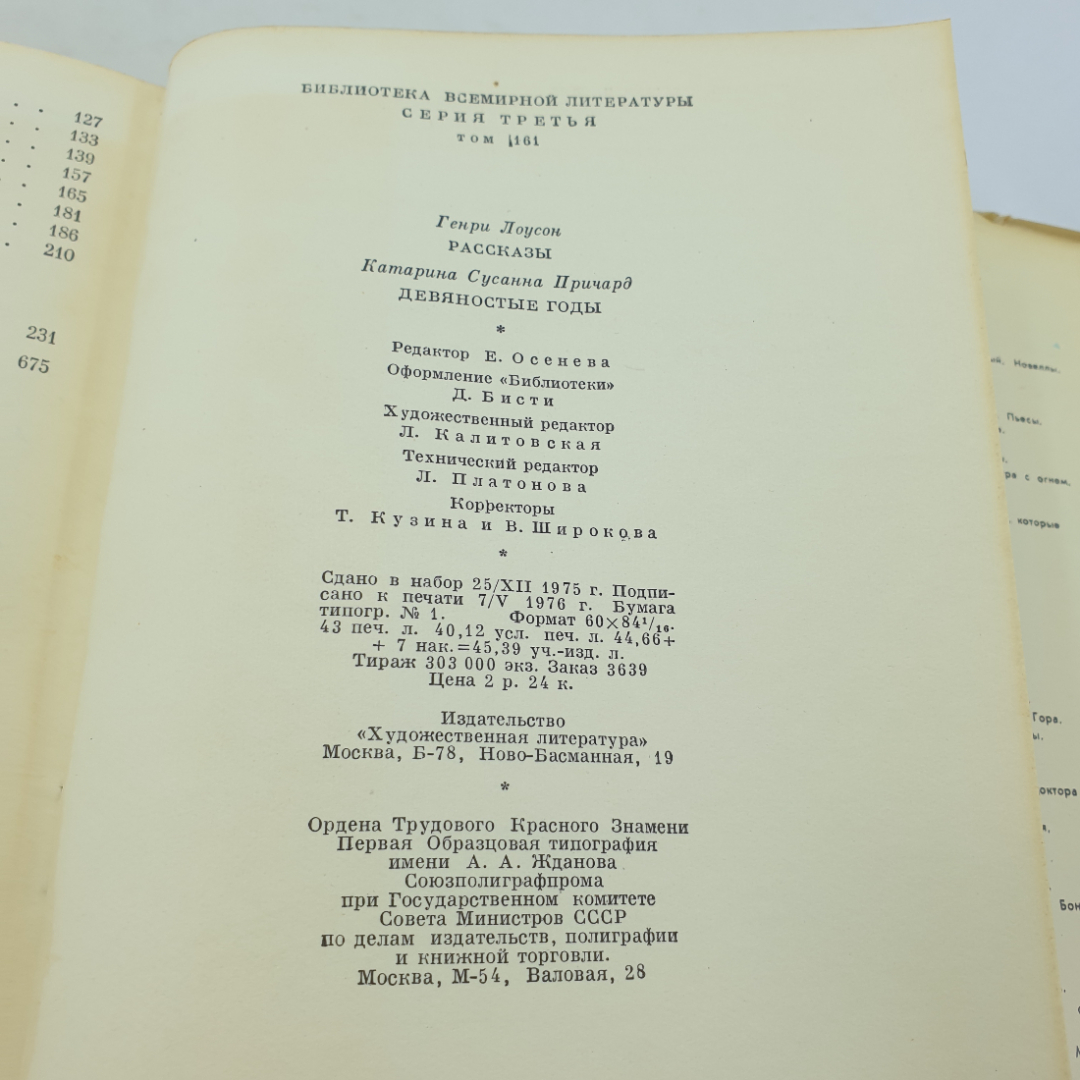 127
133
139
157
165
181
186
210
231
675
БИБЛИОТЕКА ВСЕМИРНОЙ ЛИТЕРАТУРЫ
СЕРИЯ ТРЕТЬЯ
ТОМ 161
Генри Лоусон
РАССКАЗЫ
Катарина Сусанна Причард
ДЕВЯНОСТЫЕ ГОДЫ
*
Редактор Е. Осенева
Оформление «Библиотеки»
Д. Бисти
Художественный редактор
Л. Калитовская
Технический редактор
Л. Платонова
Корректоры
Т. Кузина и В. Широкова
*
Сдано в набор 25/XII 1975 г. Подпи-
сано к печати 7/V 1976 г. Бумага
типогр. № 1. Формат 60×84¹/₁₆.
43 печ. л. 40,12 усл. печ. л. 44,66+
+ 7 нак.=45,39 уч.-изд. л.
Тираж 303 000 экз. Заказ 3639
Цена 2 р. 24 к.
Издательство
«Художественная литература»
Москва, Б-78, Ново-Басманная, 19
*
Ордена Трудового Красного Знамени
Первая Образцовая типография
имени А. А. Жданова
Союзполиграфпрома
при Государственном комитете
Совета Министров СССР
по делам издательств, полиграфии
и книжной торговли.
Москва, М-54, Валовая, 28
Новеллы.
Пьесы.
с огнем.
которые
Гора.